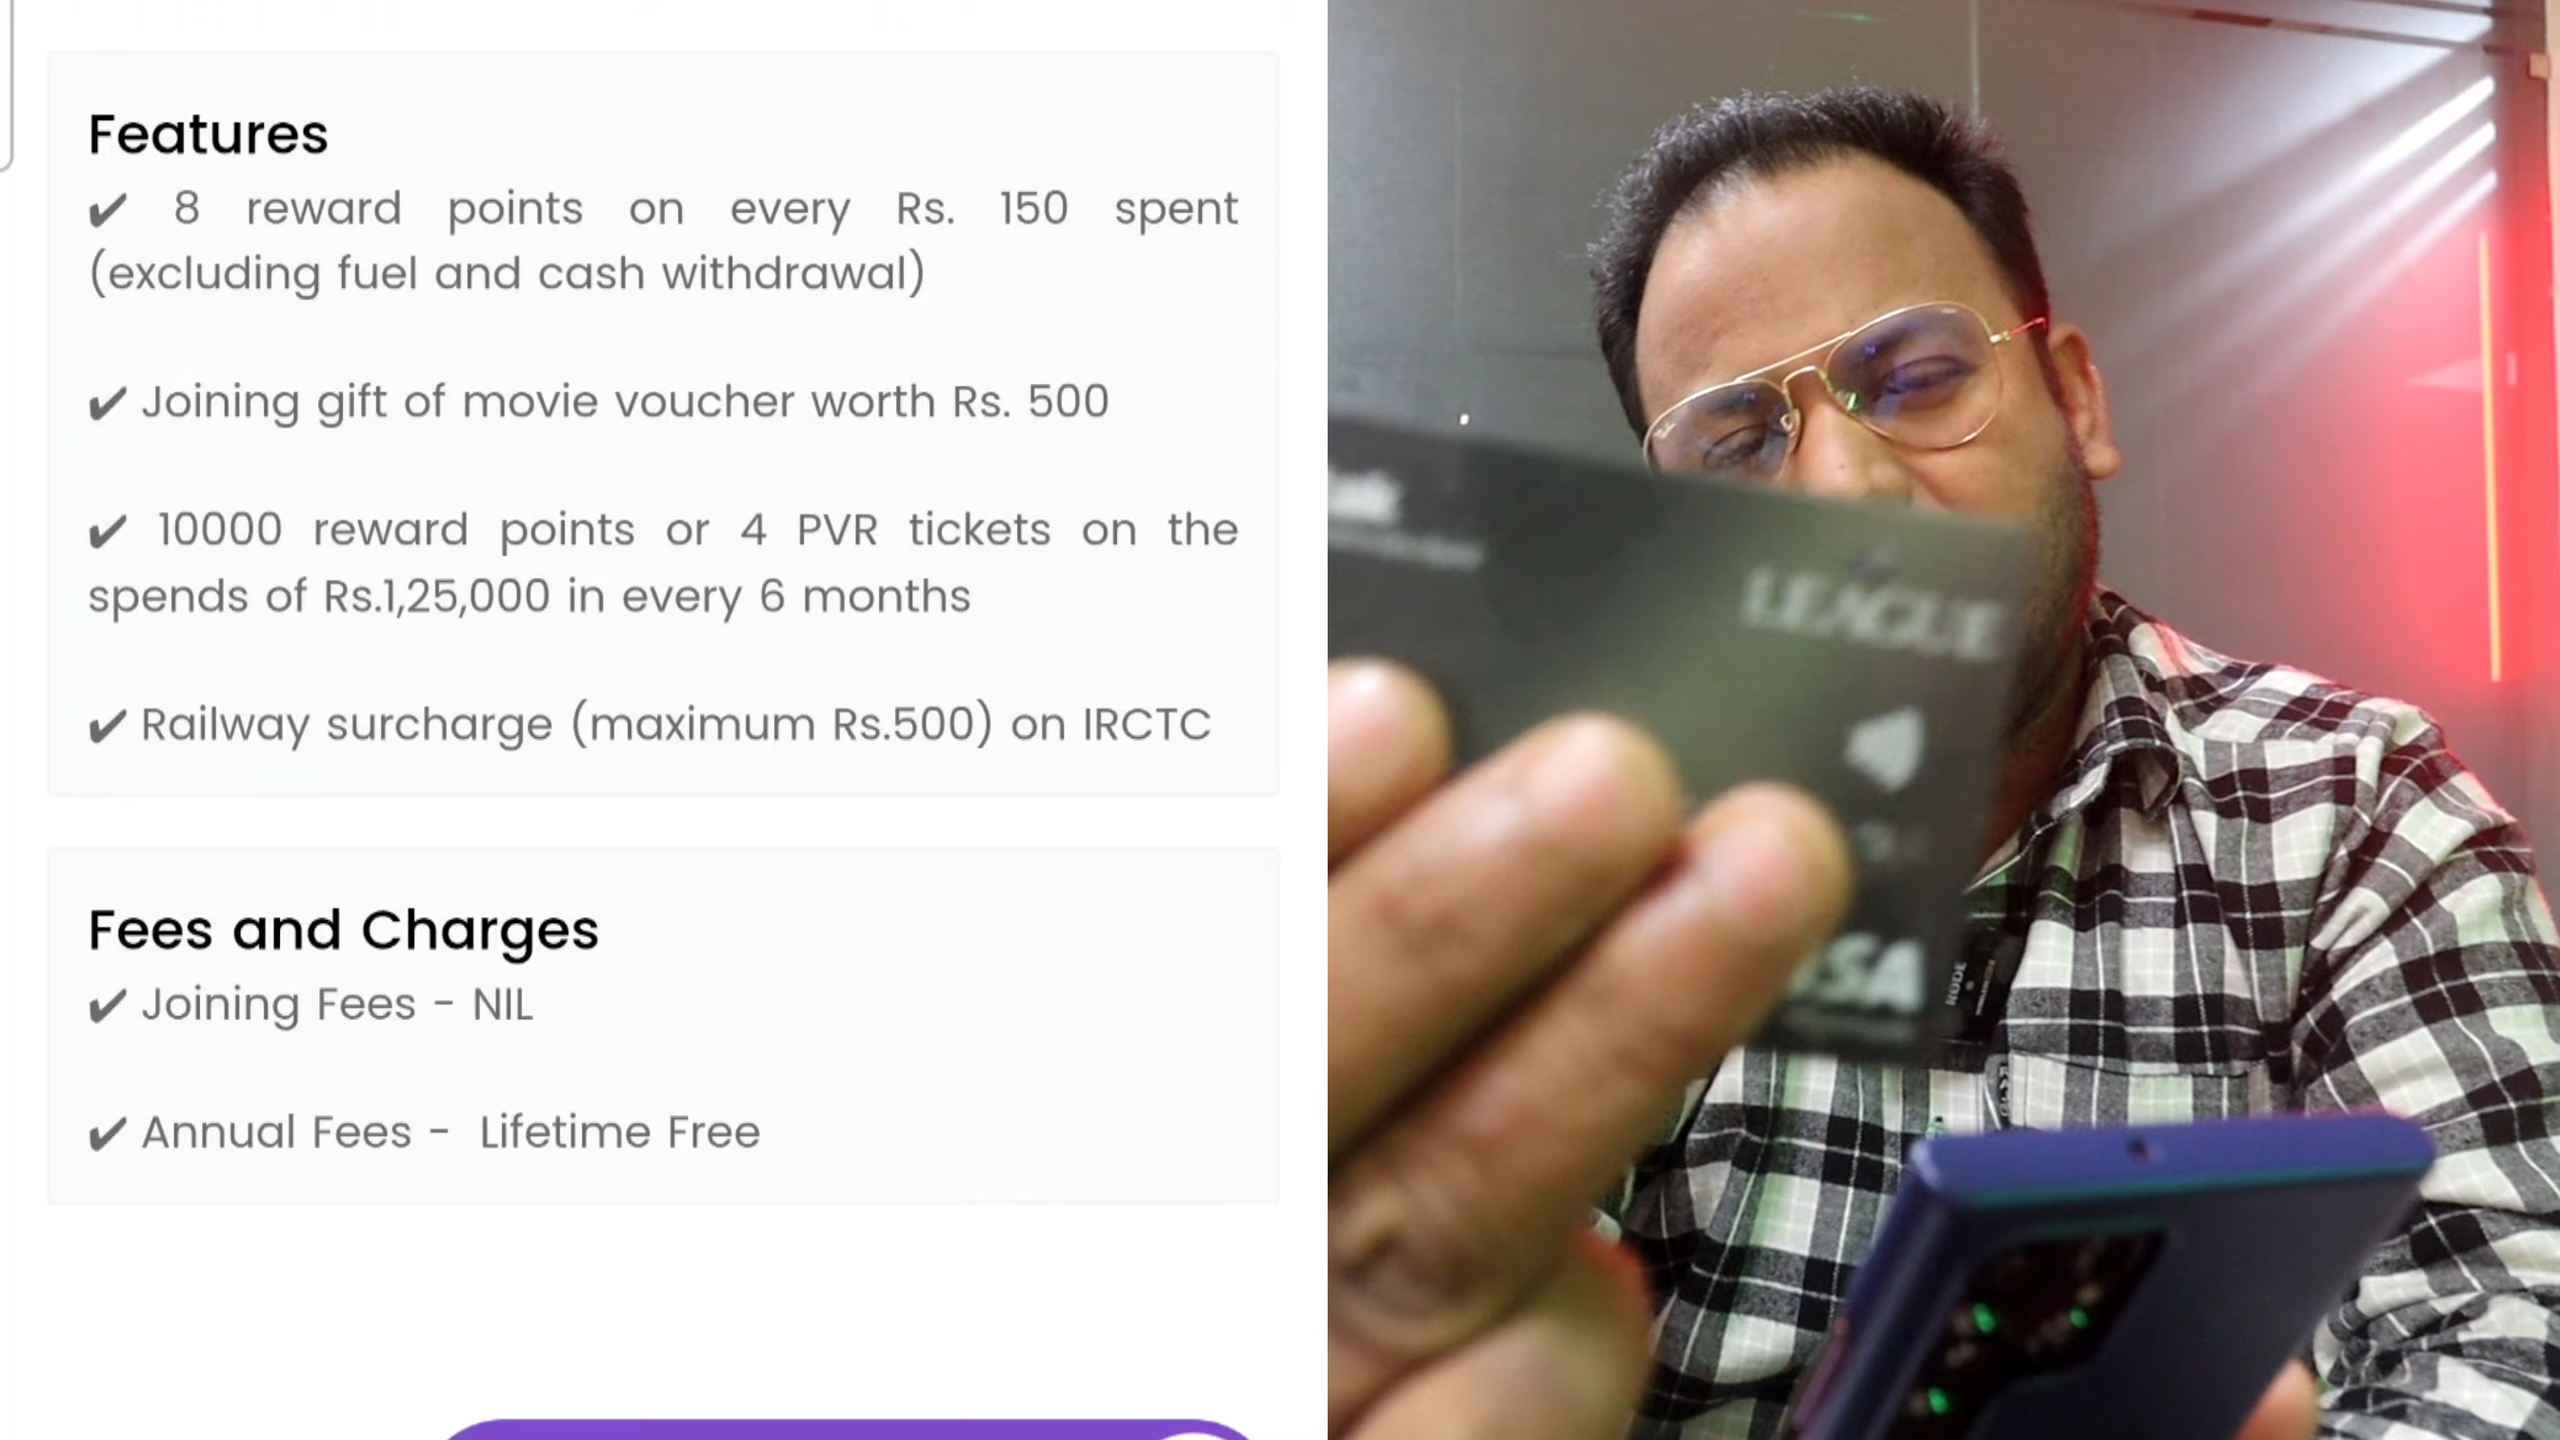 Features
✔ 8 reward points on every Rs. 150 spent
(excluding fuel and cash withdrawal)
✔ Joining gift of movie voucher worth Rs. 500
✔ 10000 reward points or 4 PVR tickets on the
spends of Rs.1,25,000 in every 6 months
✔ Railway surcharge (maximum Rs.500) on IRCTC
Fees and Charges
✔ Joining Fees - NIL
✔ Annual Fees - Lifetime Free
LEAGUE
RODE